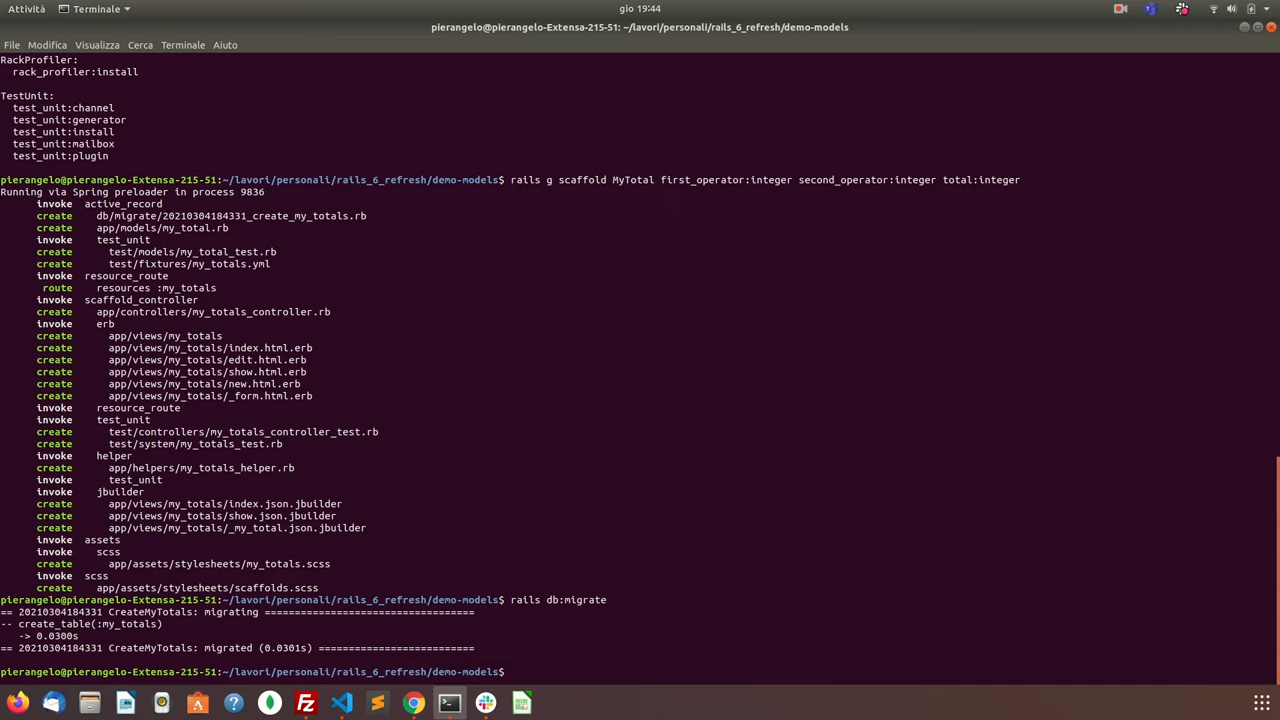 Attività Terminale gio 19:44
pierangelo@pierangelo-Extensa-215-51: ~/lavori/personali/rails_6_refresh/demo-models
File Modifica Visualizza Cerca Terminale Aiuto
RackProfiler:
rack_profiler:install
TestUnit:
test_unit:channel
test_unit:generator
test_unit:install
test_unit:mailbox
test_unit:plugin
pierangelo@pierangelo-Extensa-215-51:~/lavori/personali/rails_6_refresh/demo-models$ rails g scaffold MyTotal first_operator:integer second_operator:integer total:integer
Running via Spring preloader in process 9836
invoke active_record
create db/migrate/20210304184331_create_my_totals.rb
create app/models/my_total.rb
invoke test_unit
create test/models/my_total_test.rb
create test/fixtures/my_totals.yml
invoke resource_route
route resources :my_totals
invoke scaffold_controller
create app/controllers/my_totals_controller.rb
invoke erb
create app/views/my_totals
create app/views/my_totals/index.html.erb
create app/views/my_totals/edit.html.erb
create app/views/my_totals/show.html.erb
create app/views/my_totals/new.html.erb
create app/views/my_totals/_form.html.erb
invoke resource_route
invoke test_unit
create test/controllers/my_totals_controller_test.rb
create test/system/my_totals_test.rb
invoke helper
create app/helpers/my_totals_helper.rb
invoke test_unit
invoke jbuilder
create app/views/my_totals/index.json.jbuilder
create app/views/my_totals/show.json.jbuilder
create app/views/my_totals/_my_total.json.jbuilder
invoke assets
invoke scss
create app/assets/stylesheets/my_totals.scss
invoke scss
create app/assets/stylesheets/scaffolds.scss
pierangelo@pierangelo-Extensa-215-51:~/lavori/personali/rails_6_refresh/demo-models$ rails db:migrate
== 20210304184331 CreateMyTotals: migrating ===================================
-- create_table(:my_totals)
-> 0.0300s
== 20210304184331 CreateMyTotals: migrated (0.0301s) ==========================
pierangelo@pierangelo-Extensa-215-51:~/lavori/personali/rails_6_refresh/demo-models$